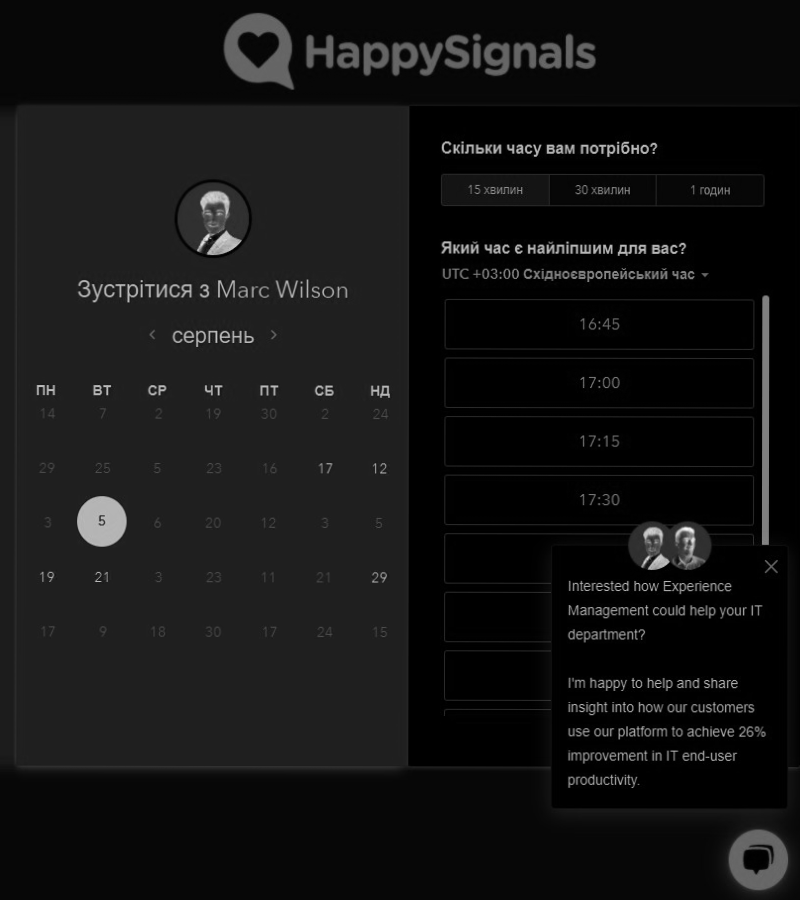 HappySignals
Зустрітися з Marc Wilson
серпень
ПН ВТ СР ЧТ ПТ СБ НД
14 7 2 19 30 2 24
29 25 5 23 16 17 12
3 5 6 20 12 3 5
19 21 3 23 11 21 29
17 9 18 30 17 24 15
Скільки часу вам потрібно?
15 хвилин 30 хвилин 1 годин
Який час є найліпшим для вас?
UTC +03:00 Східноєвропейський час
16:45
17:00
17:15
17:30
Interested how Experience
Management could help your IT
department?
I'm happy to help and share
insight into how our customers
use our platform to achieve 26%
improvement in IT end-user
productivity.